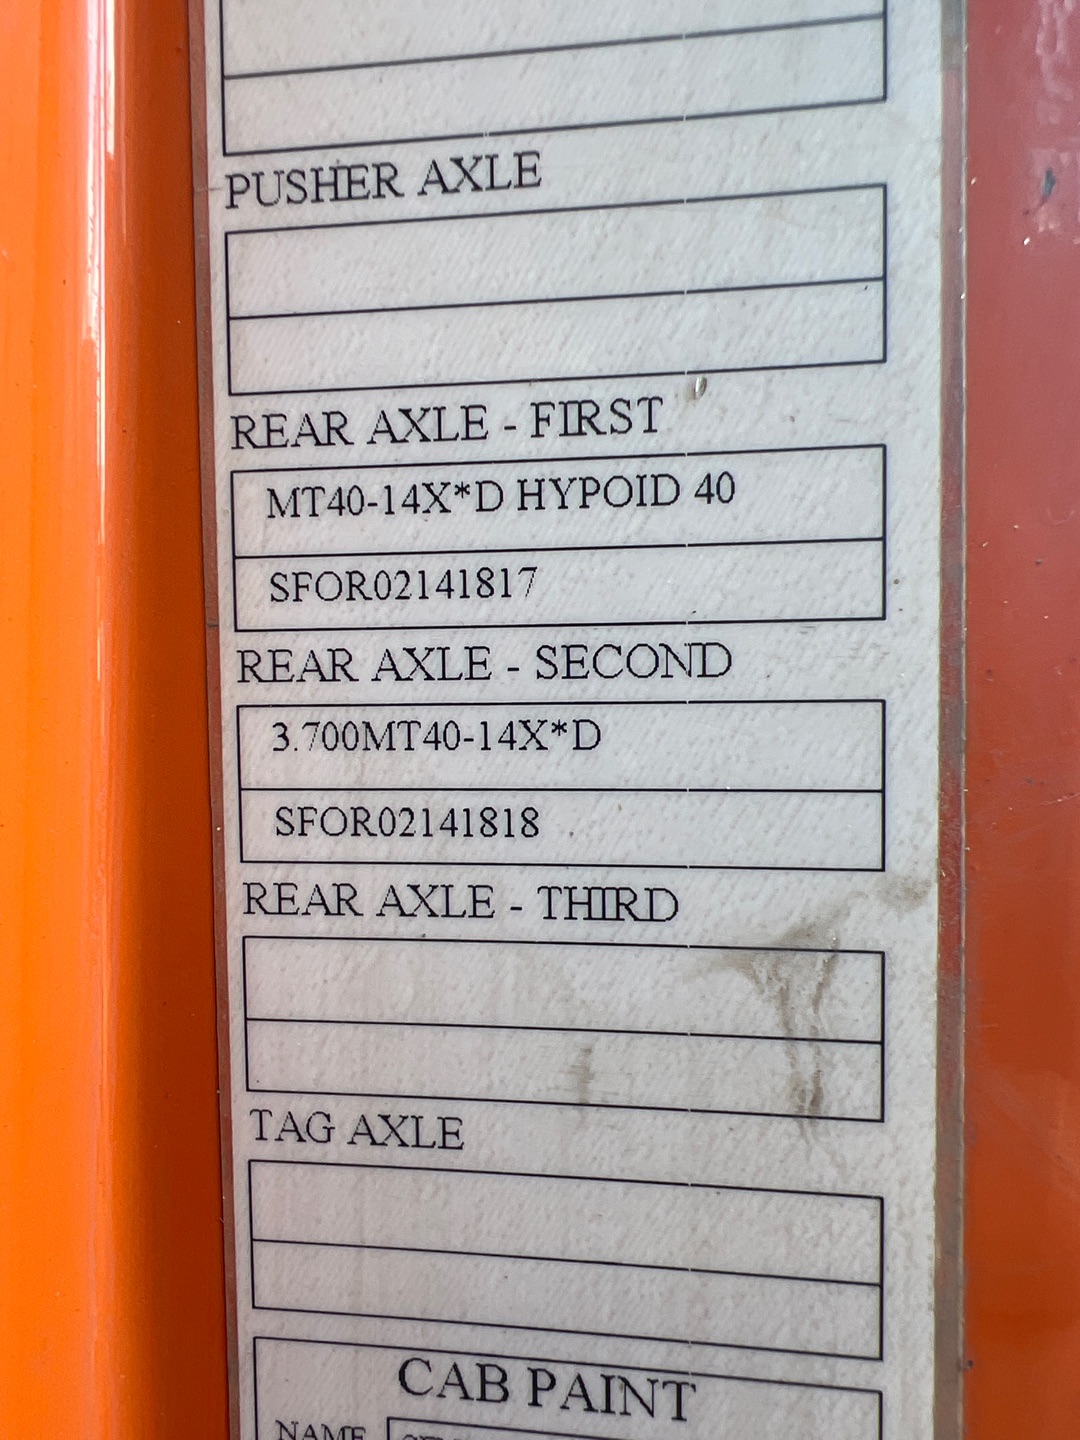 PUSHER AXLE
REAR AXLE - FIRST
MT40-14X*D HYPOID 40
SFOR02141817
REAR AXLE - SECOND
3.700MT40-14X*D
SFOR02141818
REAR AXLE - THIRD
TAG AXLE
CAB PAINT
NAME